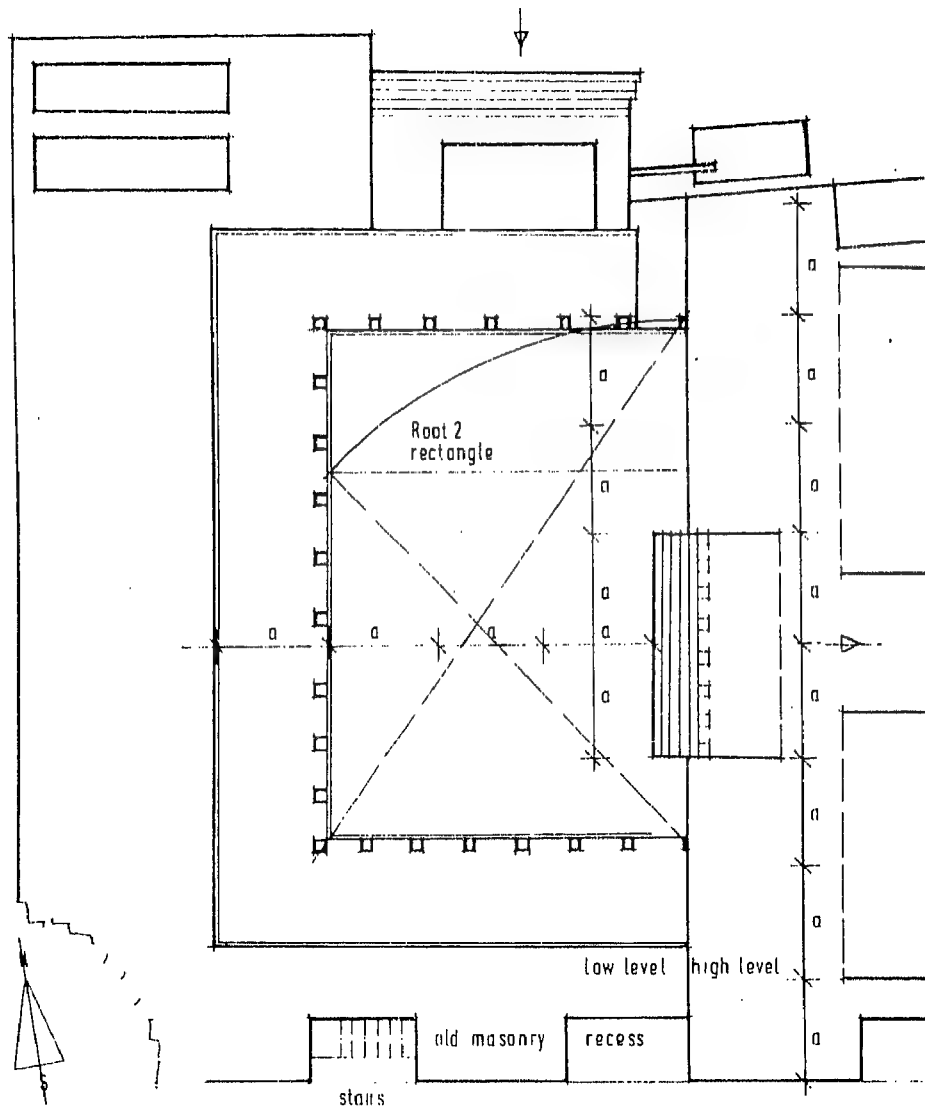 a
a a
Root 2
rectangle
a a
a a
a a a a
a a
a
a
low level high level
old masonry recess a
stairs